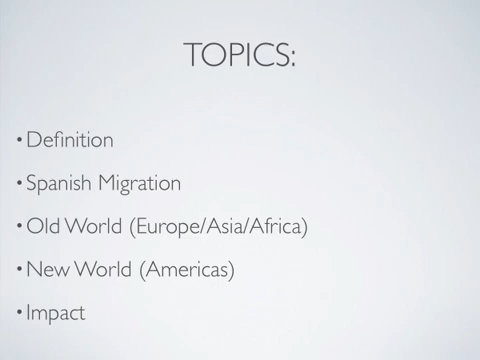 TOPICS:
• Definition
• Spanish Migration
• Old World (Europe/Asia/Africa)
• New World (Americas)
• Impact